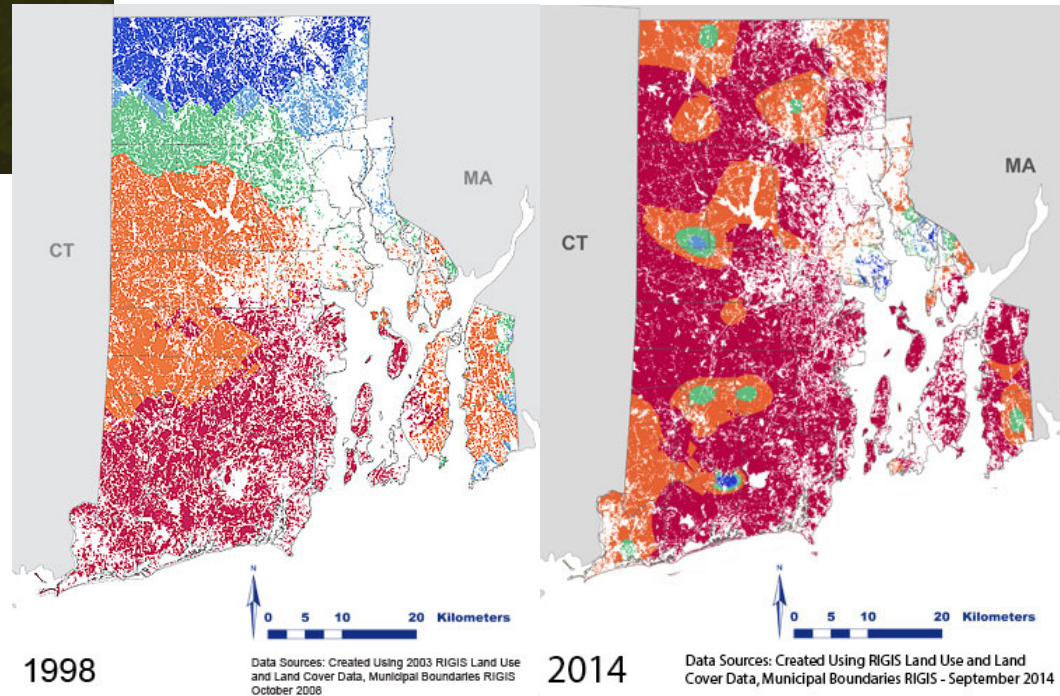 CT
MA
N
0 5 10 20 Kilometers
1998
Data Sources: Created Using 2003 RIGIS Land Use
and Land Cover Data, Municipal Boundaries RIGIS
October 2008
CT
MA
N
0 5 10 20 Kilometers
2014
Data Sources: Created Using RIGIS Land Use and Land
Cover Data, Municipal Boundaries RIGIS - September 2014